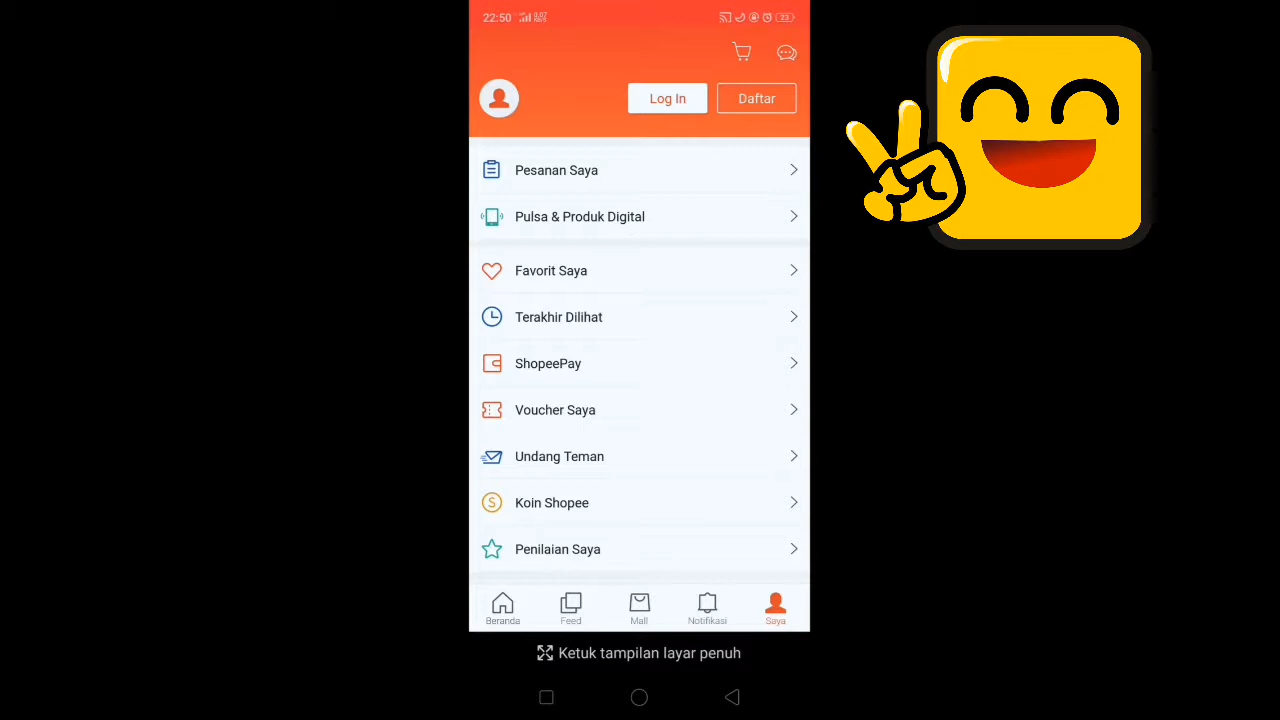 22:50
23
Log In
Daftar
Pesanan Saya
Pulsa & Produk Digital
Favorit Saya
Terakhir Dilihat
ShopeePay
Voucher Saya
Undang Teman
Koin Shopee
Penilaian Saya
Beranda
Feed
Mall
Notifikasi
Saya
Ketuk tampilan layar penuh